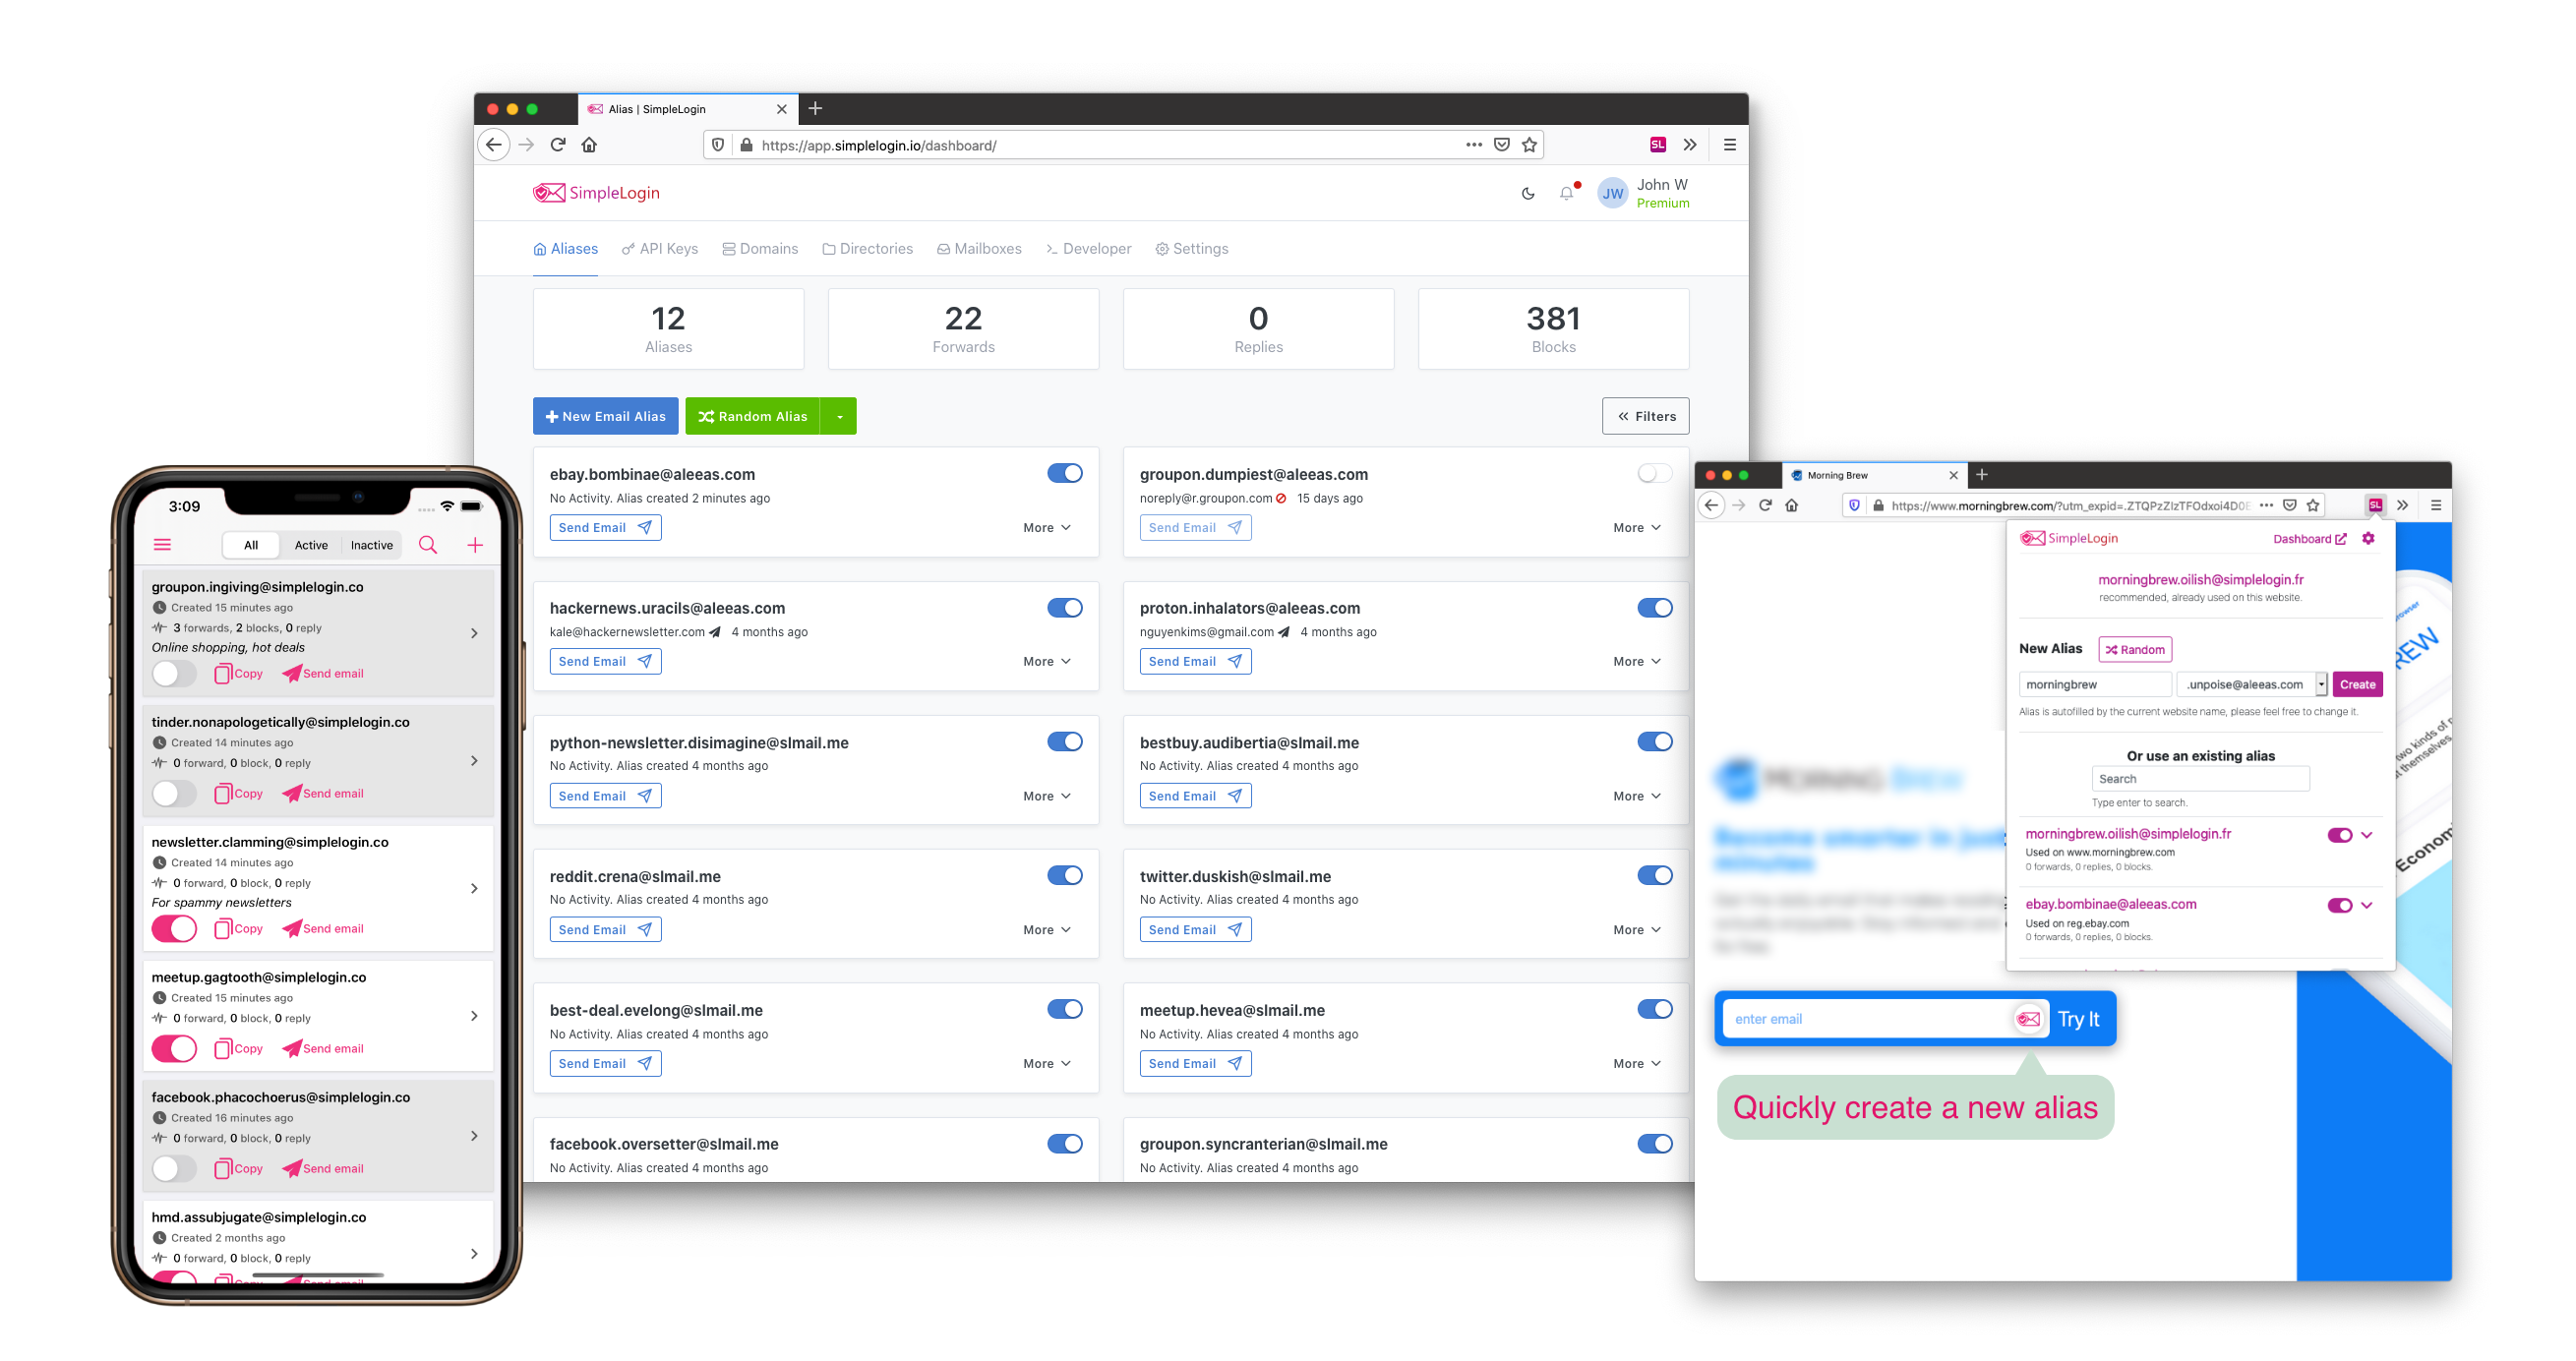 Alias | SimpleLogin
https://app.simplelogin.io/dashboard/
SL
SimpleLogin
JW
John W
Premium
Aliases
API Keys
Domains
Directories
Mailboxes
Developer
Settings
12
Aliases
22
Forwards
0
Replies
381
Blocks
New Email Alias
Random Alias
Filters
ebay.bombinae@aleeas.com
No Activity. Alias created 2 minutes ago
Send Email
More
groupon.dumpiest@aleeas.com
noreply@r.groupon.com 15 days ago
Send Email
More
hackernews.uracils@aleeas.com
kale@hackernewsletter.com 4 months ago
Send Email
More
proton.inhalators@aleeas.com
nguyenkims@gmail.com 4 months ago
Send Email
More
python-newsletter.disimagine@slmail.me
No Activity. Alias created 4 months ago
Send Email
More
bestbuy.audibertia@slmail.me
No Activity. Alias created 4 months ago
Send Email
More
reddit.crena@slmail.me
No Activity. Alias created 4 months ago
Send Email
More
twitter.duskish@slmail.me
No Activity. Alias created 4 months ago
Send Email
More
best-deal.evelong@slmail.me
No Activity. Alias created 4 months ago
Send Email
More
meetup.hevea@slmail.me
No Activity. Alias created 4 months ago
Send Email
More
facebook.oversetter@slmail.me
No Activity. Alias created 4 months ago
groupon.syncranterian@slmail.me
No Activity. Alias created 4 months ago
3:09
All
Active
Inactive
groupon.ingiving@simplelogin.co
Created 15 minutes ago
3 forwards, 2 blocks, 0 reply
Online shopping, hot deals
Copy
Send email
tinder.nonapologetically@simplelogin.co
Created 14 minutes ago
0 forward, 0 block, 0 reply
Copy
Send email
newsletter.clamming@simplelogin.co
Created 14 minutes ago
0 forward, 0 block, 0 reply
For spammy newsletters
Copy
Send email
meetup.gagtooth@simplelogin.co
Created 15 minutes ago
0 forward, 0 block, 0 reply
Copy
Send email
facebook.phacochoerus@simplelogin.co
Created 16 minutes ago
0 forward, 0 block, 0 reply
Copy
Send email
hmd.assubjugate@simplelogin.co
Created 2 months ago
0 forward, 0 block, 0 reply
Morning Brew
https://www.morningbrew.com/?utm_expid=.ZTQPzZIzTFOdxoi4D0E
SL
SimpleLogin
Dashboard
morningbrew.oilish@simplelogin.fr
recommended, already used on this website.
New Alias
Random
morningbrew
.unpoise@aleeas.com
Create
Alias is autofilled by the current website name, please feel free to change it.
Or use an existing alias
Search
Type enter to search.
morningbrew.oilish@simplelogin.fr
Used on www.morningbrew.com
0 forwards, 0 replies, 0 blocks.
ebay.bombinae@aleeas.com
Used on reg.ebay.com
0 forwards, 0 replies, 0 blocks.
MORNING BREW
Become smarter in just
minutes
two kinds of
themselves
Econom
enter email
Try It
Quickly create a new alias